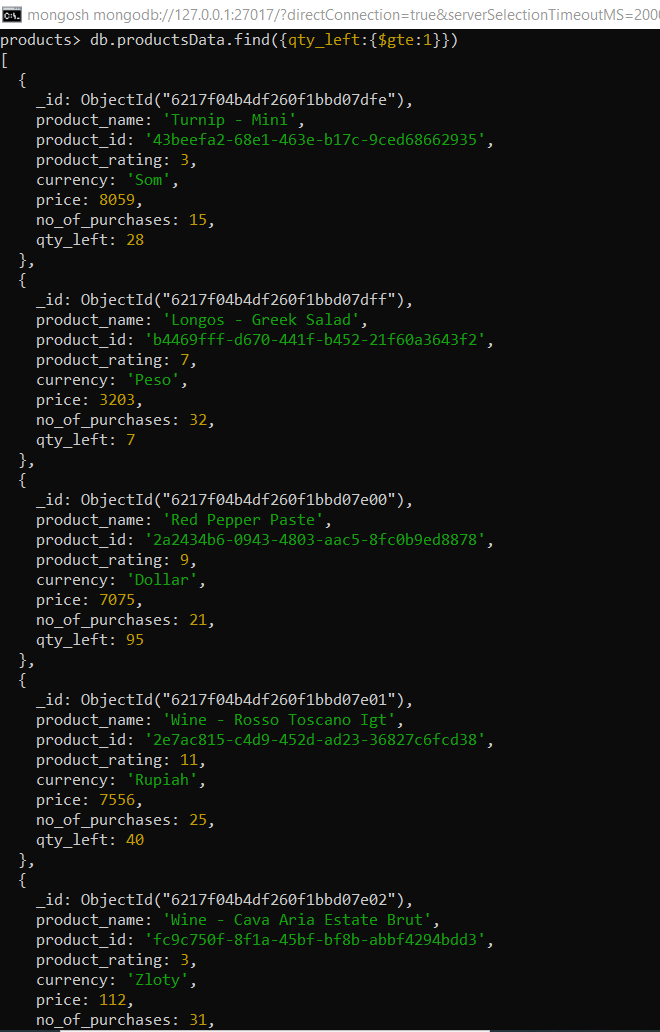 mongosh mongodb://127.0.0.1:27017/?directConnection=true&serverSelectionTimeoutMS=2000
products> db.productsData.find({qty_left:{$gte:1}})
[
  {
    _id: ObjectId("6217f04b4df260f1bbd07dfe"),
    product_name: 'Turnip - Mini',
    product_id: '43beefa2-68e1-463e-b17c-9ced68662935',
    product_rating: 3,
    currency: 'Som',
    price: 8059,
    no_of_purchases: 15,
    qty_left: 28
  },
  {
    _id: ObjectId("6217f04b4df260f1bbd07dff"),
    product_name: 'Longos - Greek Salad',
    product_id: 'b4469fff-d670-441f-b452-21f60a3643f2',
    product_rating: 7,
    currency: 'Peso',
    price: 3203,
    no_of_purchases: 32,
    qty_left: 7
  },
  {
    _id: ObjectId("6217f04b4df260f1bbd07e00"),
    product_name: 'Red Pepper Paste',
    product_id: '2a2434b6-0943-4803-aac5-8fc0b9ed8878',
    product_rating: 9,
    currency: 'Dollar',
    price: 7075,
    no_of_purchases: 21,
    qty_left: 95
  },
  {
    _id: ObjectId("6217f04b4df260f1bbd07e01"),
    product_name: 'Wine - Rosso Toscano Igt',
    product_id: '2e7ac815-c4d9-452d-ad23-36827c6fcd38',
    product_rating: 11,
    currency: 'Rupiah',
    price: 7556,
    no_of_purchases: 25,
    qty_left: 40
  },
  {
    _id: ObjectId("6217f04b4df260f1bbd07e02"),
    product_name: 'Wine - Cava Aria Estate Brut',
    product_id: 'fc9c750f-8f1a-45bf-bf8b-abbf4294bdd3',
    product_rating: 3,
    currency: 'Zloty',
    price: 112,
    no_of_purchases: 31,